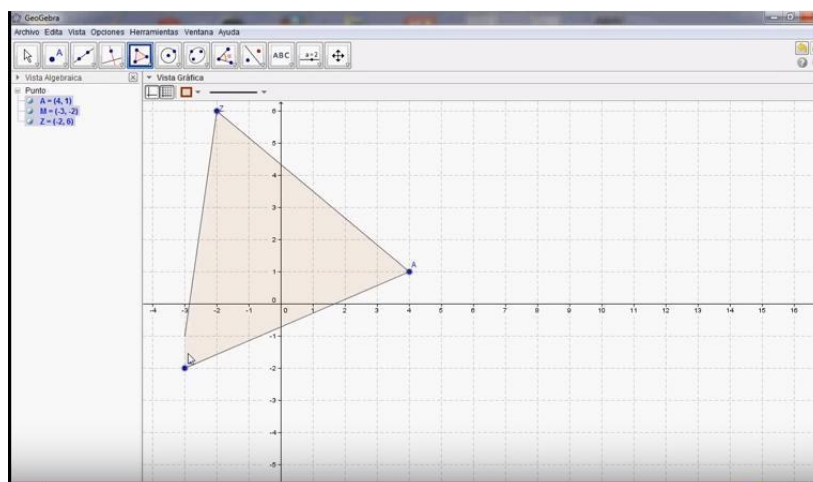 GeoGebra
Archivo Edita Vista Opciones Herramientas Ventana Ayuda
A
α
ABC
a=2
Vista Algebraica
Vista Gráfica
Punto
A = (4, 1)
M = (-3, -2)
Z = (-2, 6)
Z
6
5
4
3
2
A
1
0
-4 -3 -2 -1 0 1 2 3 4 5 6 7 8 9 10 11 12 13 14 15 16
-1
-2
-3
-4
-5